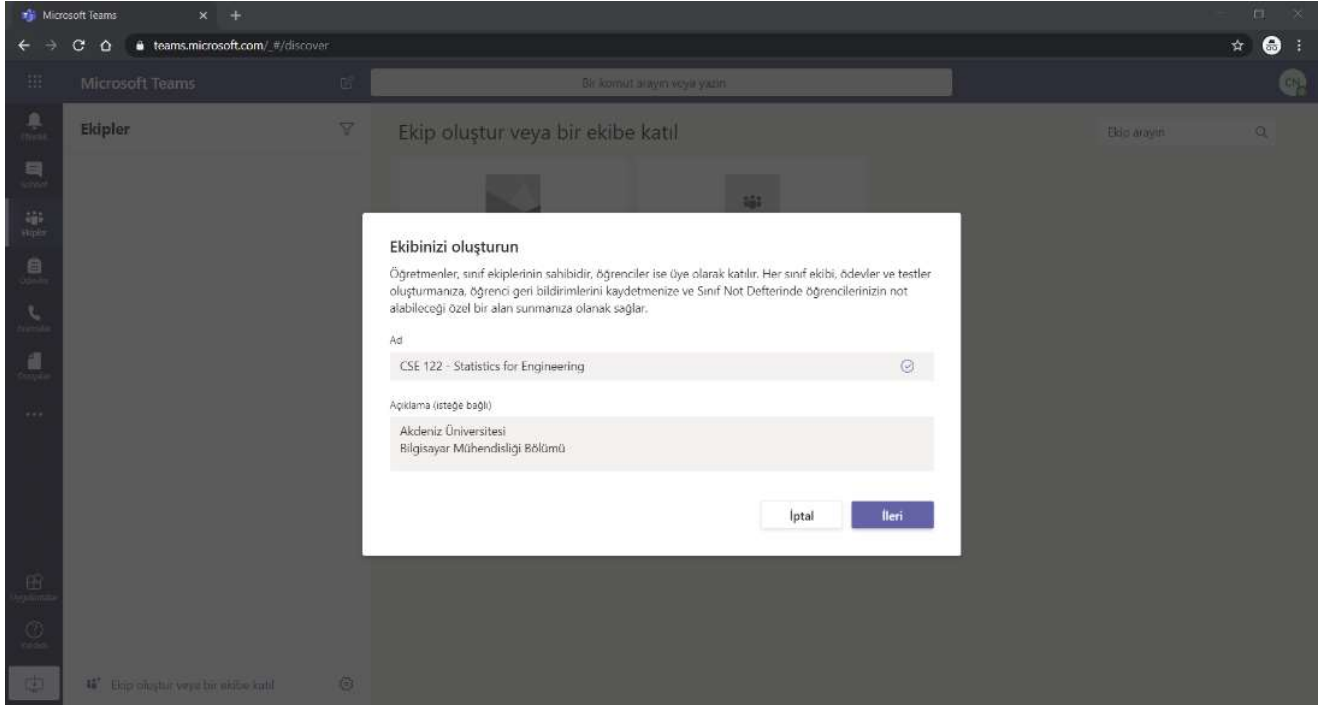 Microsoft Teams
teams.microsoft.com/_#/discover
Microsoft Teams
Bir komut arayın veya yazın
CN
Ekipler
Ekip oluştur veya bir ekibe katıl
Ekip arayın
Ekipler
Ekibinizi oluşturun
Öğretmenler, sınıf ekiplerinin sahibidir, öğrenciler ise üye olarak katılır. Her sınıf ekibi, ödevler ve testler
oluşturmanıza, öğrenci geri bildirimlerini kaydetmenize ve Sınıf Not Defterinde öğrencilerinizin not
alabileceği özel bir alan sunmanıza olanak sağlar.
Ad
CSE 122 - Statistics for Engineering
Açıklama (isteğe bağlı)
Akdeniz Üniversitesi
Bilgisayar Mühendisliği Bölümü
İptal
İleri
Ekip oluştur veya bir ekibe katıl